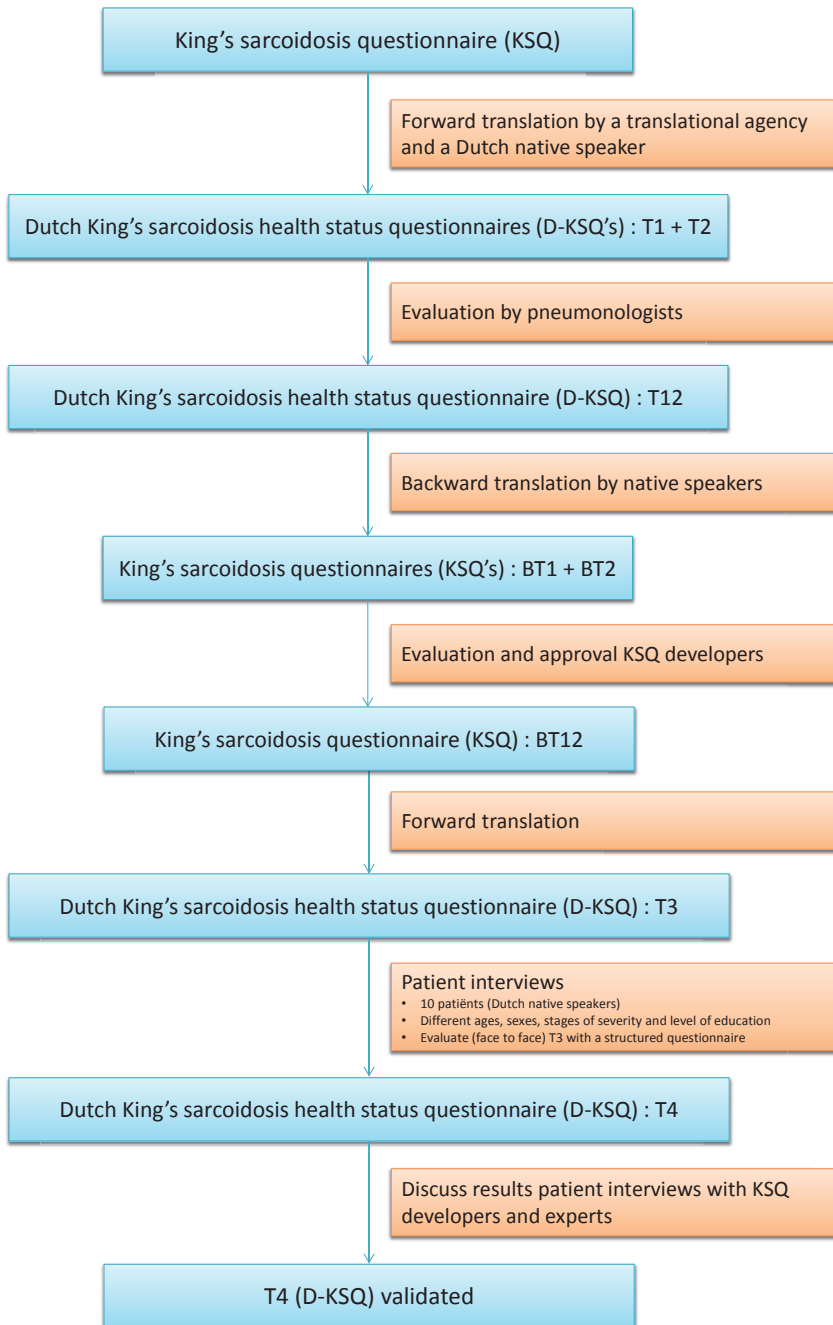 King’s sarcoidosis questionnaire (KSQ)
Forward translation by a translational agency
and a Dutch native speaker
Dutch King’s sarcoidosis health status questionnaires (D-KSQ’s) : T1 + T2
Evaluation by pneumonologists
Dutch King’s sarcoidosis health status questionnaire (D-KSQ) : T12
Backward translation by native speakers
King’s sarcoidosis questionnaires (KSQ’s) : BT1 + BT2
Evaluation and approval KSQ developers
King’s sarcoidosis questionnaire (KSQ) : BT12
Forward translation
Dutch King’s sarcoidosis health status questionnaire (D-KSQ) : T3
Patient interviews
• 10 patiënts (Dutch native speakers)
• Different ages, sexes, stages of severity and level of education
• Evaluate (face to face) T3 with a structured questionnaire
Dutch King’s sarcoidosis health status questionnaire (D-KSQ) : T4
Discuss results patient interviews with KSQ
developers and experts
T4 (D-KSQ) validated